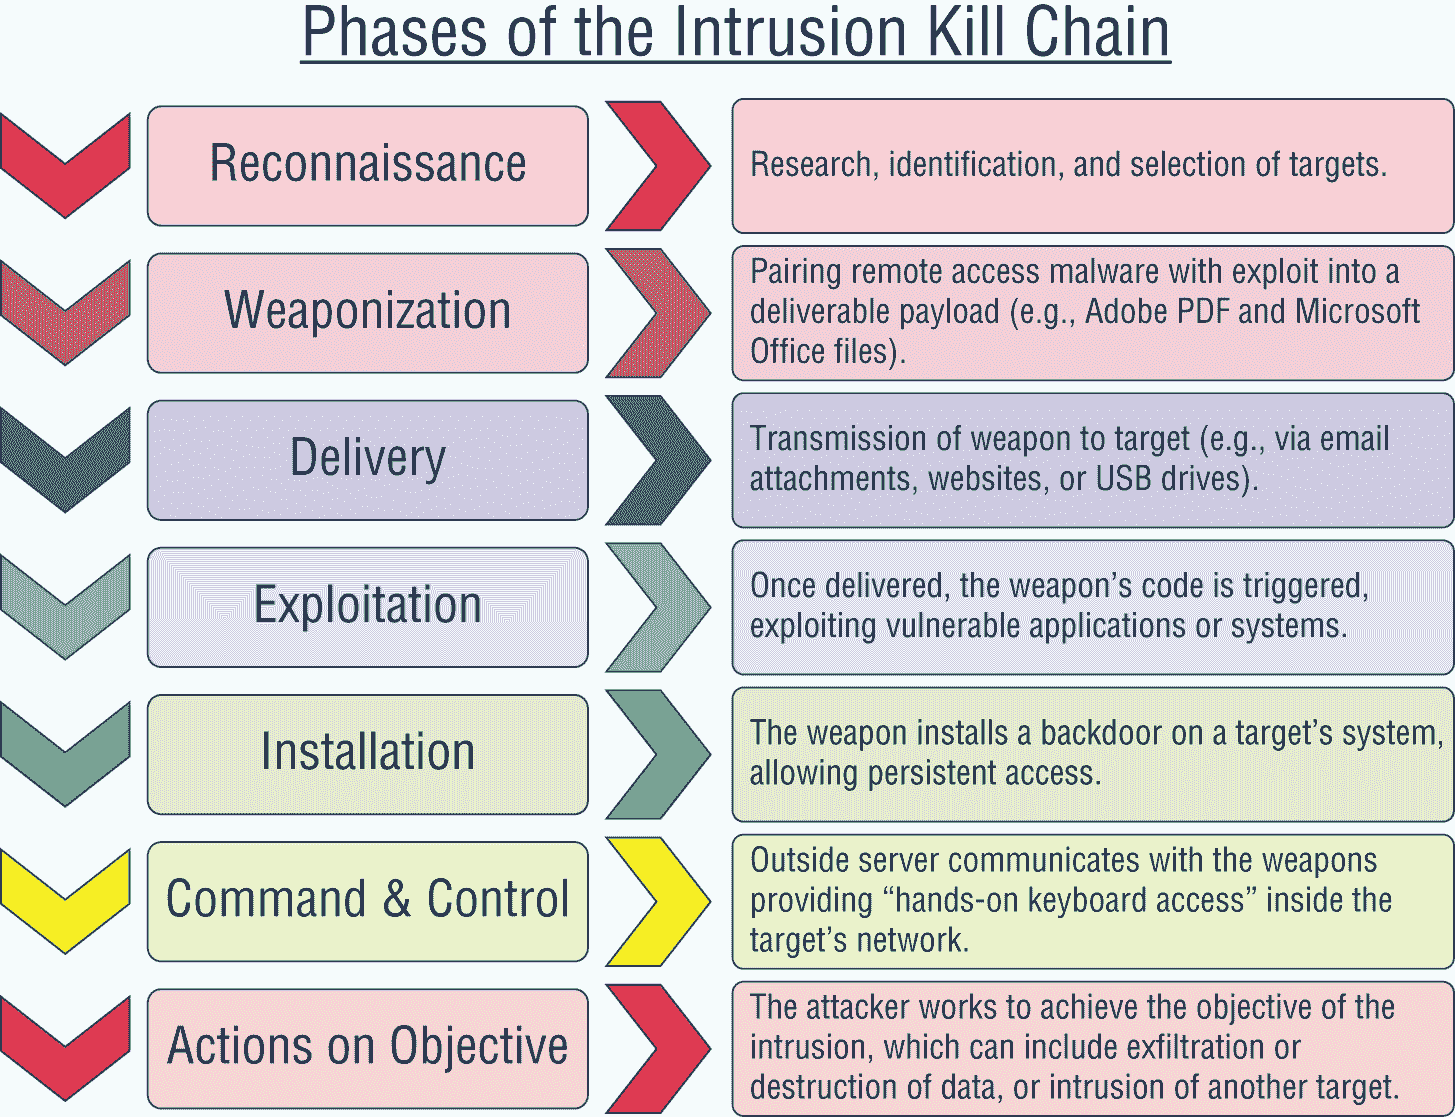 Phases of the Intrusion Kill Chain
Reconnaissance
Research, identification, and selection of targets.
Weaponization
Pairing remote access malware with exploit into a
deliverable payload (e.g., Adobe PDF and Microsoft
Office files).
Delivery
Transmission of weapon to target (e.g., via email
attachments, websites, or USB drives).
Exploitation
Once delivered, the weapon’s code is triggered,
exploiting vulnerable applications or systems.
Installation
The weapon installs a backdoor on a target’s system,
allowing persistent access.
Command & Control
Outside server communicates with the weapons
providing “hands-on keyboard access” inside the
target’s network.
Actions on Objective
The attacker works to achieve the objective of the
intrusion, which can include exfiltration or
destruction of data, or intrusion of another target.